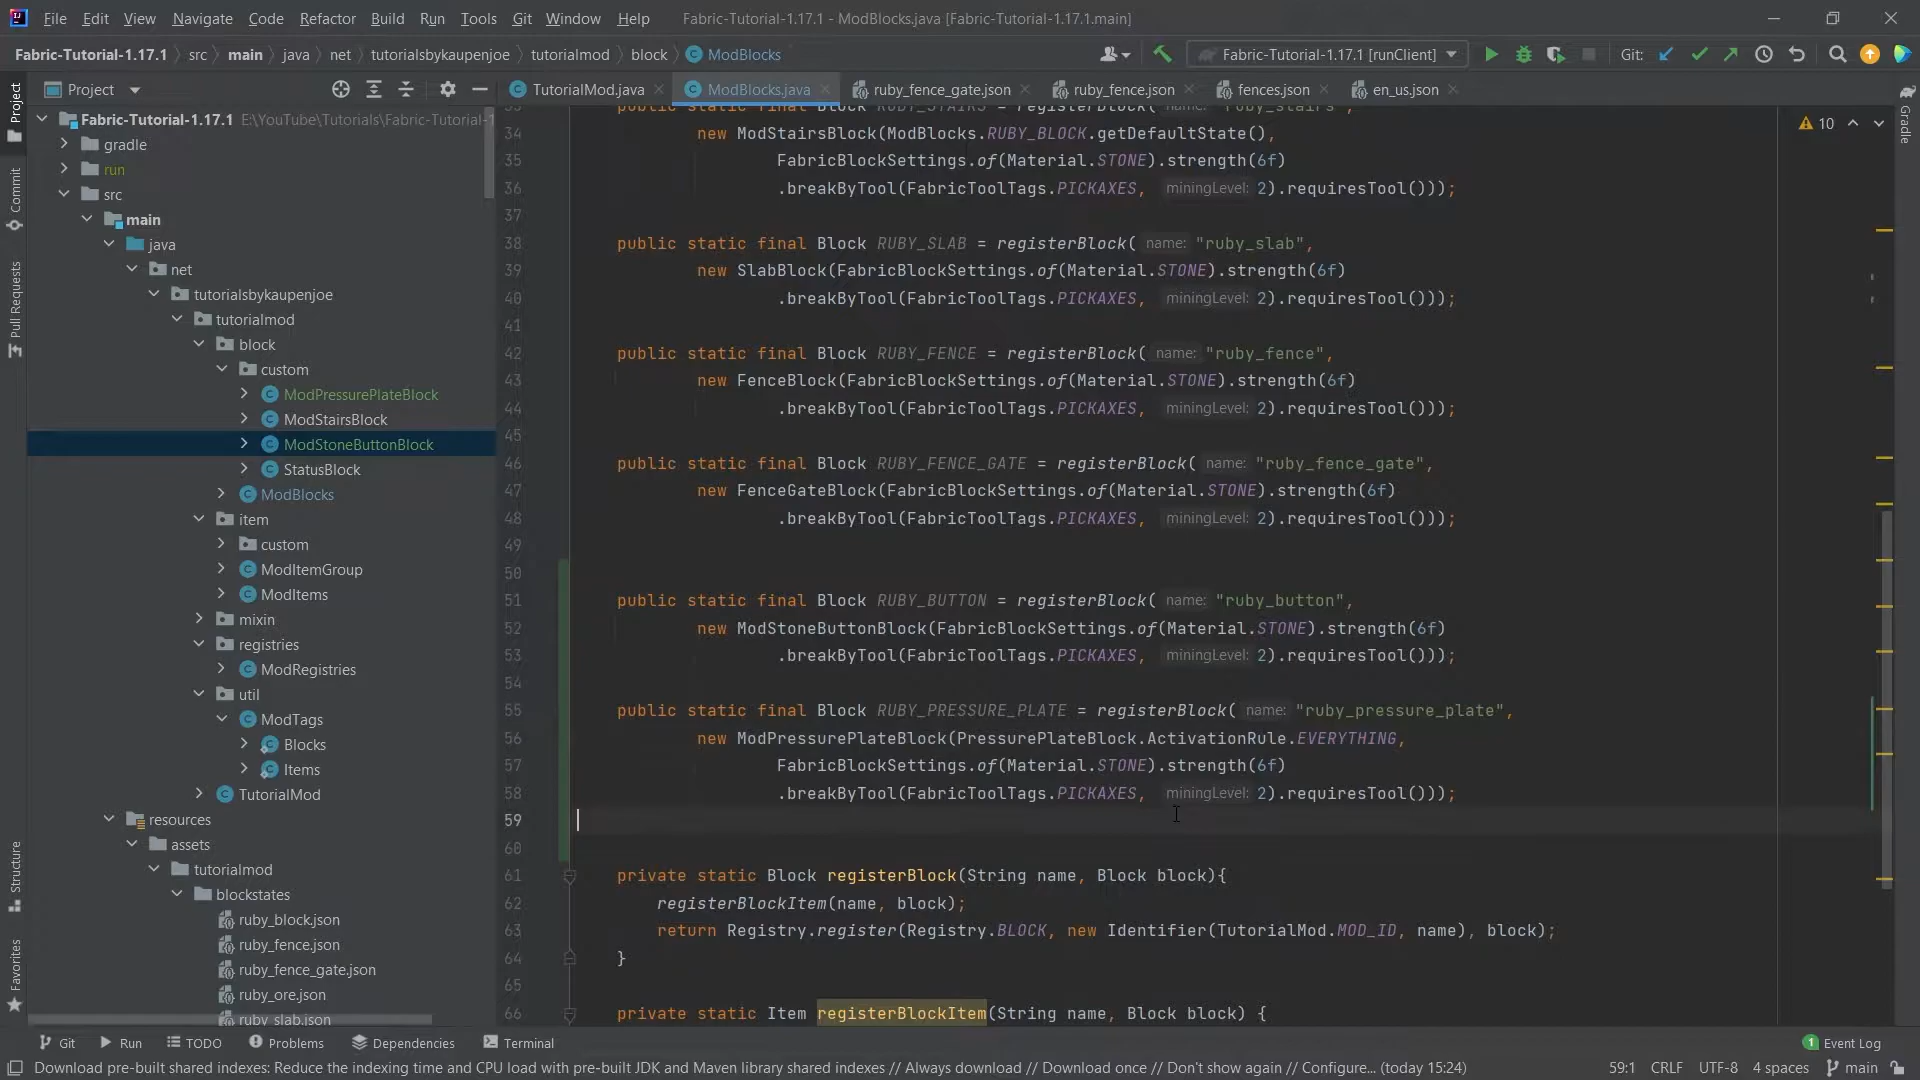 File Edit View Navigate Code Refactor Build Run Tools Git Window Help Fabric-Tutorial-1.17.1 - ModBlocks.java [Fabric-Tutorial-1.17.1.main]
Fabric-Tutorial-1.17.1 src main java net tutorialsbykaupenjoe tutorialmod block ModBlocks Fabric-Tutorial-1.17.1 [runClient] Git:
Project TutorialMod.java ModBlocks.java ruby_fence_gate.json ruby_fence.json fences.json en_us.json
Project
Commit
Pull Requests
Structure
Favorites
Fabric-Tutorial-1.17.1 E:\YouTube\Tutorials\Fabric-Tutorial-1
gradle
run
src
main
java
net
tutorialsbykaupenjoe
tutorialmod
block
custom
ModPressurePlateBlock
ModStairsBlock
ModStoneButtonBlock
StatusBlock
ModBlocks
item
custom
ModItemGroup
ModItems
mixin
registries
ModRegistries
util
ModTags
Blocks
Items
TutorialMod
resources
assets
tutorialmod
blockstates
ruby_block.json
ruby_fence.json
ruby_fence_gate.json
ruby_ore.json
ruby_slab.json
33 public static final Block RUBY_STAIRS = registerBlock( name: "ruby_stairs",
34 new ModStairsBlock(ModBlocks.RUBY_BLOCK.getDefaultState(),
35 FabricBlockSettings.of(Material.STONE).strength(6f)
36 .breakByTool(FabricToolTags.PICKAXES, miningLevel: 2).requiresTool()));
37
38 public static final Block RUBY_SLAB = registerBlock( name: "ruby_slab",
39 new SlabBlock(FabricBlockSettings.of(Material.STONE).strength(6f)
40 .breakByTool(FabricToolTags.PICKAXES, miningLevel: 2).requiresTool()));
41
42 public static final Block RUBY_FENCE = registerBlock( name: "ruby_fence",
43 new FenceBlock(FabricBlockSettings.of(Material.STONE).strength(6f)
44 .breakByTool(FabricToolTags.PICKAXES, miningLevel: 2).requiresTool()));
45
46 public static final Block RUBY_FENCE_GATE = registerBlock( name: "ruby_fence_gate",
47 new FenceGateBlock(FabricBlockSettings.of(Material.STONE).strength(6f)
48 .breakByTool(FabricToolTags.PICKAXES, miningLevel: 2).requiresTool()));
49
50
51 public static final Block RUBY_BUTTON = registerBlock( name: "ruby_button",
52 new ModStoneButtonBlock(FabricBlockSettings.of(Material.STONE).strength(6f)
53 .breakByTool(FabricToolTags.PICKAXES, miningLevel: 2).requiresTool()));
54
55 public static final Block RUBY_PRESSURE_PLATE = registerBlock( name: "ruby_pressure_plate",
56 new ModPressurePlateBlock(PressurePlateBlock.ActivationRule.EVERYTHING,
57 FabricBlockSettings.of(Material.STONE).strength(6f)
58 .breakByTool(FabricToolTags.PICKAXES, miningLevel: 2).requiresTool()));
59
60
61 private static Block registerBlock(String name, Block block){
62 registerBlockItem(name, block);
63 return Registry.register(Registry.BLOCK, new Identifier(TutorialMod.MOD_ID, name), block);
64 }
65
66 private static Item registerBlockItem(String name, Block block) {
10
Gradle
Git Run TODO Problems Dependencies Terminal 1 Event Log
Download pre-built shared indexes: Reduce the indexing time and CPU load with pre-built JDK and Maven library shared indexes // Always download // Download once // Don't show again // Configure... (today 15:24) 59:1 CRLF UTF-8 4 spaces main